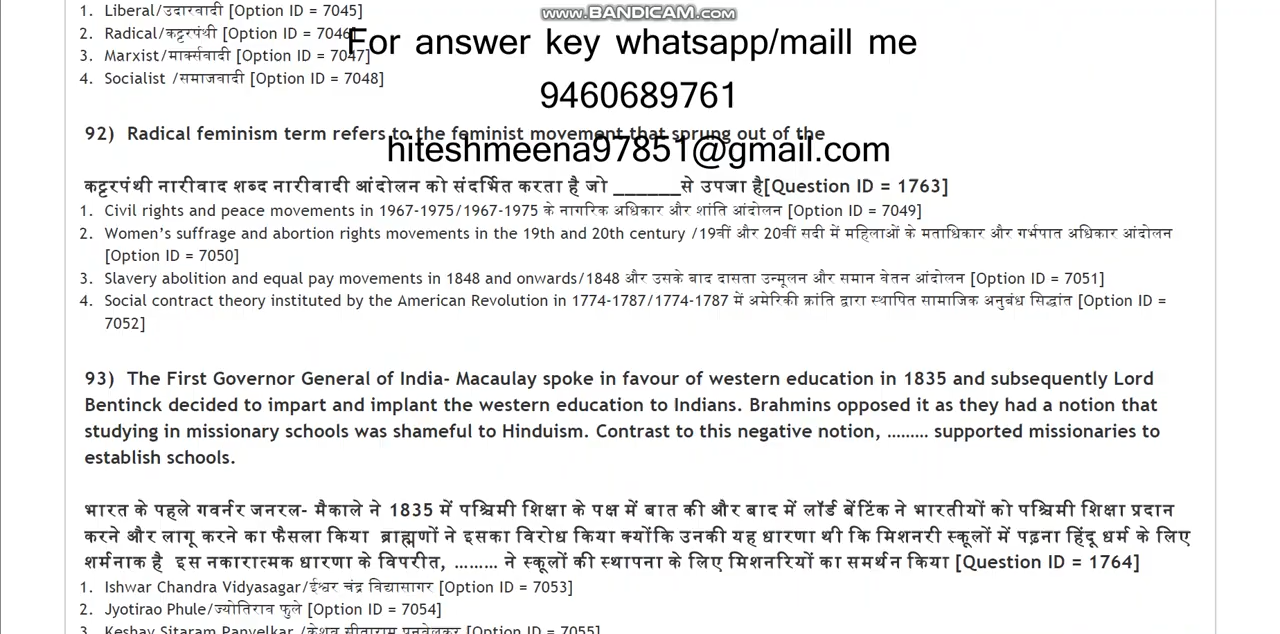 www.BANDICAM.com
1. Liberal/उदारवादी [Option ID = 7045]
2. Radical/कट्टरपंथी [Option ID = 7046]
3. Marxist/मार्क्सवादी [Option ID = 7047]
4. Socialist /समाजवादी [Option ID = 7048]
For answer key whatsapp/maill me
9460689761
hiteshmeena97851@gmail.com
92) Radical feminism term refers to the feminist movement that sprung out of the
कट्टरपंथी नारीवाद शब्द नारीवादी आंदोलन को संदर्भित करता है जो ______से उपजा है[Question ID = 1763]
1. Civil rights and peace movements in 1967-1975/1967-1975 के नागरिक अधिकार और शांति आंदोलन [Option ID = 7049]
2. Women’s suffrage and abortion rights movements in the 19th and 20th century /19वीं और 20वीं सदी में महिलाओं के मताधिकार और गर्भपात अधिकार आंदोलन
[Option ID = 7050]
3. Slavery abolition and equal pay movements in 1848 and onwards/1848 और उसके बाद दासता उन्मूलन और समान वेतन आंदोलन [Option ID = 7051]
4. Social contract theory instituted by the American Revolution in 1774-1787/1774-1787 में अमेरिकी क्रांति द्वारा स्थापित सामाजिक अनुबंध सिद्धांत [Option ID =
7052]
93) The First Governor General of India- Macaulay spoke in favour of western education in 1835 and subsequently Lord
Bentinck decided to impart and implant the western education to Indians. Brahmins opposed it as they had a notion that
studying in missionary schools was shameful to Hinduism. Contrast to this negative notion, ......... supported missionaries to
establish schools.
भारत के पहले गवर्नर जनरल- मैकाले ने 1835 में पश्चिमी शिक्षा के पक्ष में बात की और बाद में लॉर्ड बेंटिंक ने भारतीयों को पश्चिमी शिक्षा प्रदान
करने और लागू करने का फैसला किया ब्राह्मणों ने इसका विरोध किया क्योंकि उनकी यह धारणा थी कि मिशनरी स्कूलों में पढ़ना हिंदू धर्म के लिए
शर्मनाक है इस नकारात्मक धारणा के विपरीत, ......... ने स्कूलों की स्थापना के लिए मिशनरियों का समर्थन किया [Question ID = 1764]
1. Ishwar Chandra Vidyasagar/ईश्वर चंद्र विद्यासागर [Option ID = 7053]
2. Jyotirao Phule/ज्योतिराव फुले [Option ID = 7054]
3. Keshav Sitaram Panvelkar /केशव सीताराम पनवेलकर [Option ID = 7055]